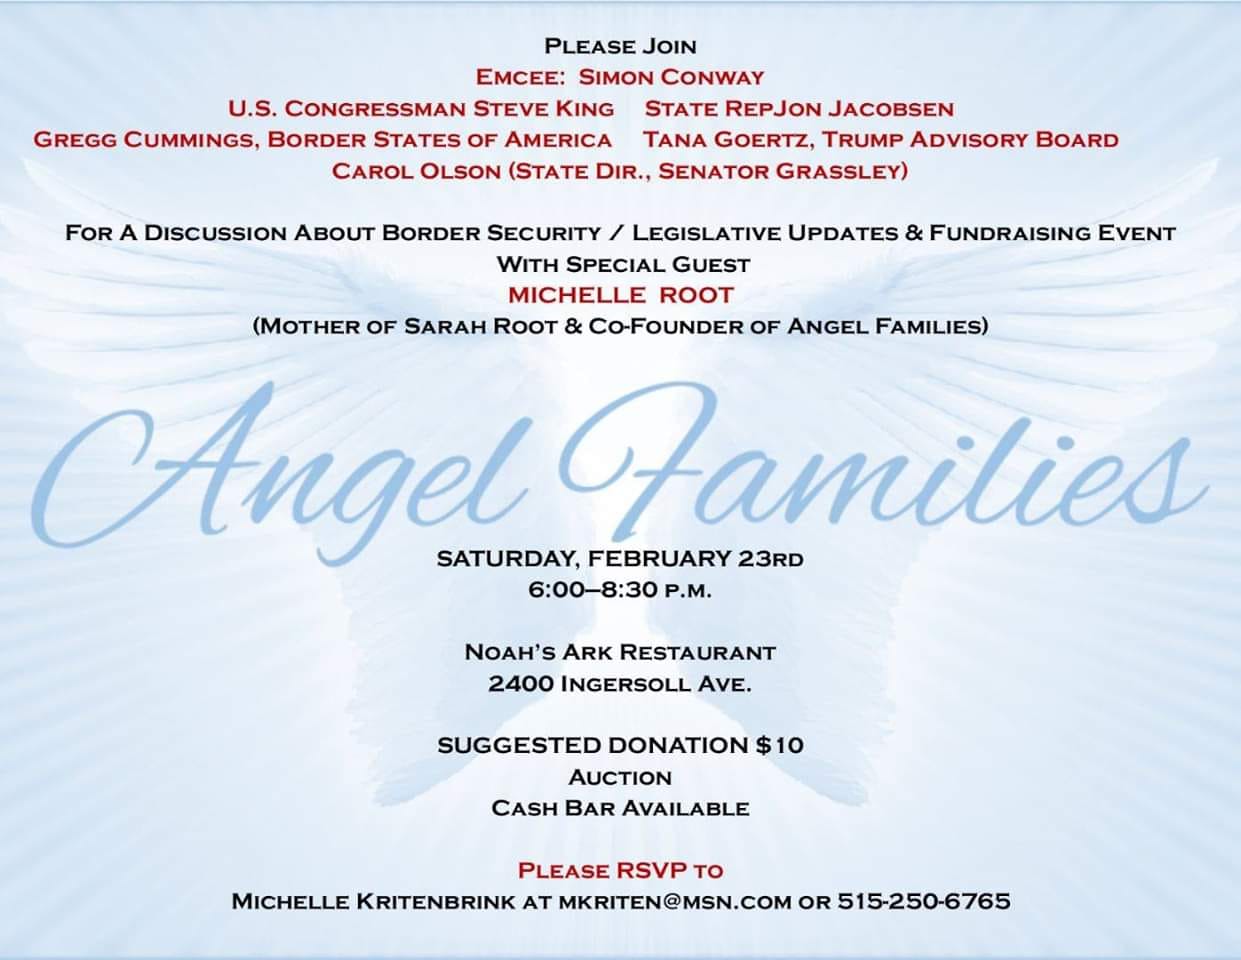 Please Join
Emcee: Simon Conway
U.S. Congressman Steve King State RepJon Jacobsen
Gregg Cummings, Border States of America Tana Goertz, Trump Advisory Board
Carol Olson (State Dir., Senator Grassley)
For A Discussion About Border Security / Legislative Updates & Fundraising Event
With Special Guest
MICHELLE ROOT
(Mother of Sarah Root & Co-Founder of Angel Families)
Angel Families
SATURDAY, FEBRUARY 23rd
6:00–8:30 p.m.
Noah's Ark Restaurant
2400 Ingersoll Ave.
SUGGESTED DONATION $10
Auction
Cash Bar Available
Please RSVP to
Michelle Kritenbrink at mkriten@msn.com or 515-250-6765